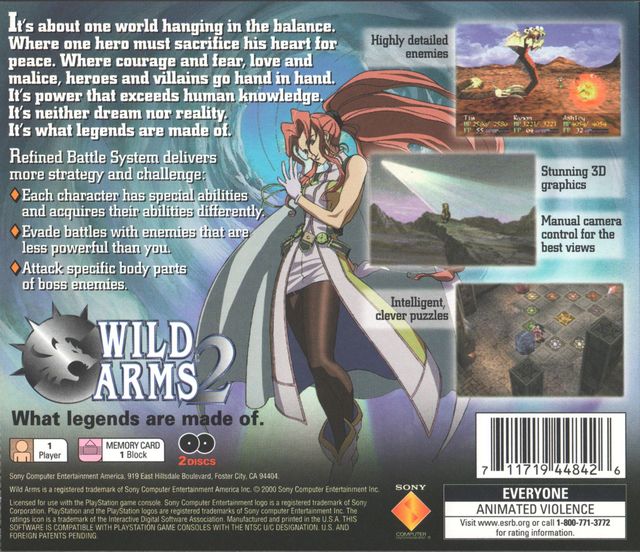 It's about one world hanging in the balance.
Where one hero must sacrifice his heart for
peace. Where courage and fear, love and
malice, heroes and villains go hand in hand.
It's power that exceeds human knowledge.
It's neither dream nor reality.
It's what legends are made of.
Refined Battle System delivers
more strategy and challenge:
Each character has special abilities
and acquires their abilities differently.
Evade battles with enemies that are
less powerful than you.
Attack specific body parts
of boss enemies.
Highly detailed
enemies
Stunning 3D
graphics
Manual camera
control for the
best views
Intelligent,
clever puzzles
WILD
ARMS 2
What legends are made of.
1
Player
MEMORY CARD
1 Block
2 DISCS
Sony Computer Entertainment America, 919 East Hillsdale Boulevard, Foster City, CA 94404.
Wild Arms is a registered trademark of Sony Computer Entertainment America Inc. © 2000 Sony Computer Entertainment Inc.
Licensed for use with the PlayStation game console. Sony Computer Entertainment logo is a registered trademark of Sony
Corporation. PlayStation and the PlayStation logos are registered trademarks of Sony Computer Entertainment Inc. The
ratings icon is a trademark of the Interactive Digital Software Association. Manufactured and printed in the U.S.A. THIS
SOFTWARE IS COMPATIBLE WITH PLAYSTATION GAME CONSOLES WITH THE NTSC U/C DESIGNATION. U.S. AND
FOREIGN PATENTS PENDING.
SONY
COMPUTER
ENTERTAINMENT
7 11719 44842 6
EVERYONE
ANIMATED VIOLENCE
Visit www.esrb.org or call 1-800-771-3772
for rating information.